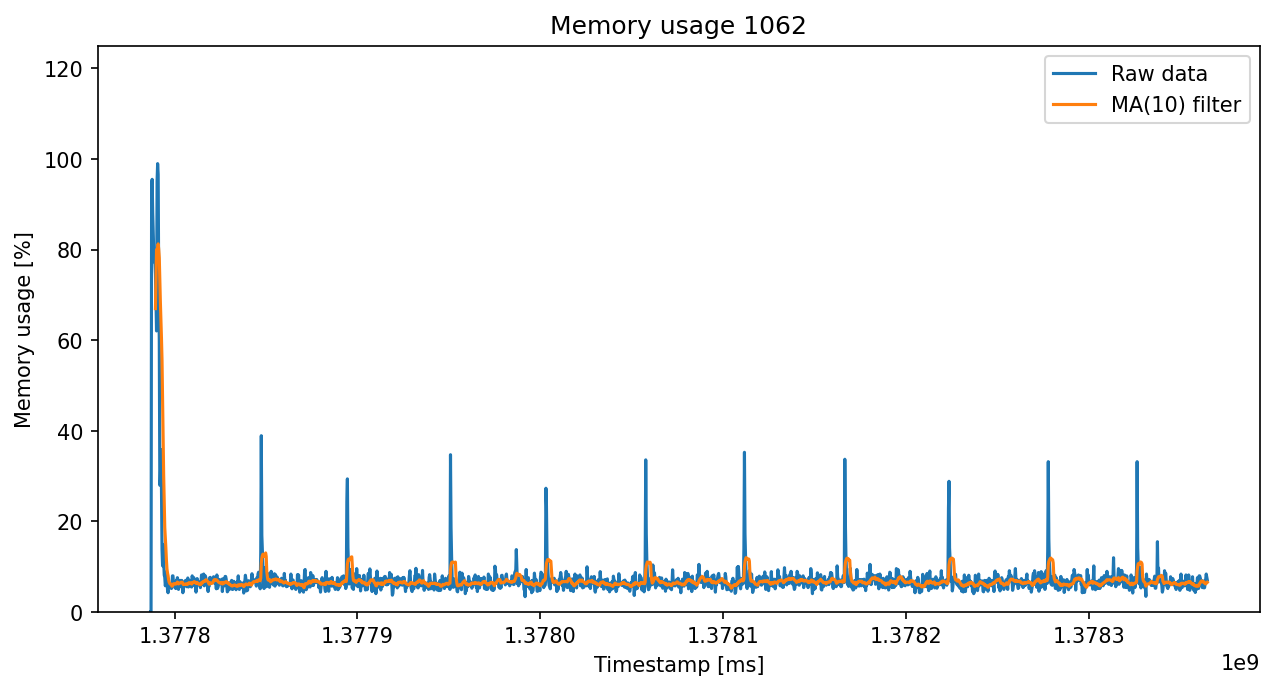 Memory usage 1062
Raw data
MA(10) filter
Memory usage [%]
120
100
80
60
40
20
0
1.3778
1.3779
1.3780
1.3781
1.3782
1.3783
Timestamp [ms]
1e9